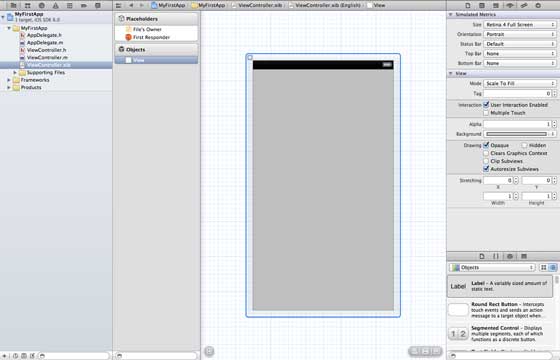 MyFirstApp
1 target, iOS SDK 6.0
MyFirstApp
AppDelegate.h
AppDelegate.m
ViewController.h
ViewController.m
ViewController.xib
Supporting Files
Frameworks
Products
MyFirstApp
MyFirstApp
ViewController.xib
ViewController.xib (English)
View
Placeholders
File's Owner
First Responder
Objects
View
Simulated Metrics
Size
Retina 4 Full Screen
Orientation
Portrait
Status Bar
Default
Top Bar
None
Bottom Bar
None
View
Mode
Scale To Fill
Tag
0
Interaction
User Interaction Enabled
Multiple Touch
Alpha
1
Background
Drawing
Opaque
Hidden
Clears Graphics Context
Clip Subviews
Autoresize Subviews
Stretching
0
0
X
Y
1
1
Width
Height
Objects
Label
Label - A variably sized amount of
static text.
Round Rect Button - Intercepts
touch events and sends an action
message to a target object when...
1 2
Segmented Control - Displays
multiple segments, each of which
functions as a discrete button.